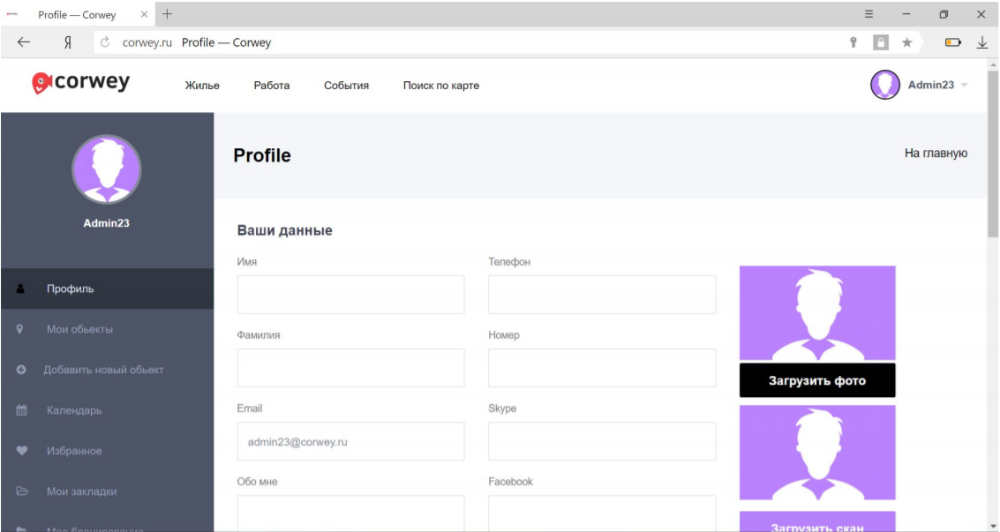 Profile — Corwey
Я corwey.ru Profile — Corwey
corwey Жилье Работа События Поиск по карте Admin23
Admin23
Profile
На главную
Профиль
Мои обьекты
Добавить новый обьект
Календарь
Избранное
Мои закладки
Мое бронирование
Ваши данные
Имя
Телефон
Фамилия
Номер
Email
Skype
admin23@corwey.ru
Обо мне
Facebook
Загрузить фото
Загрузить скан